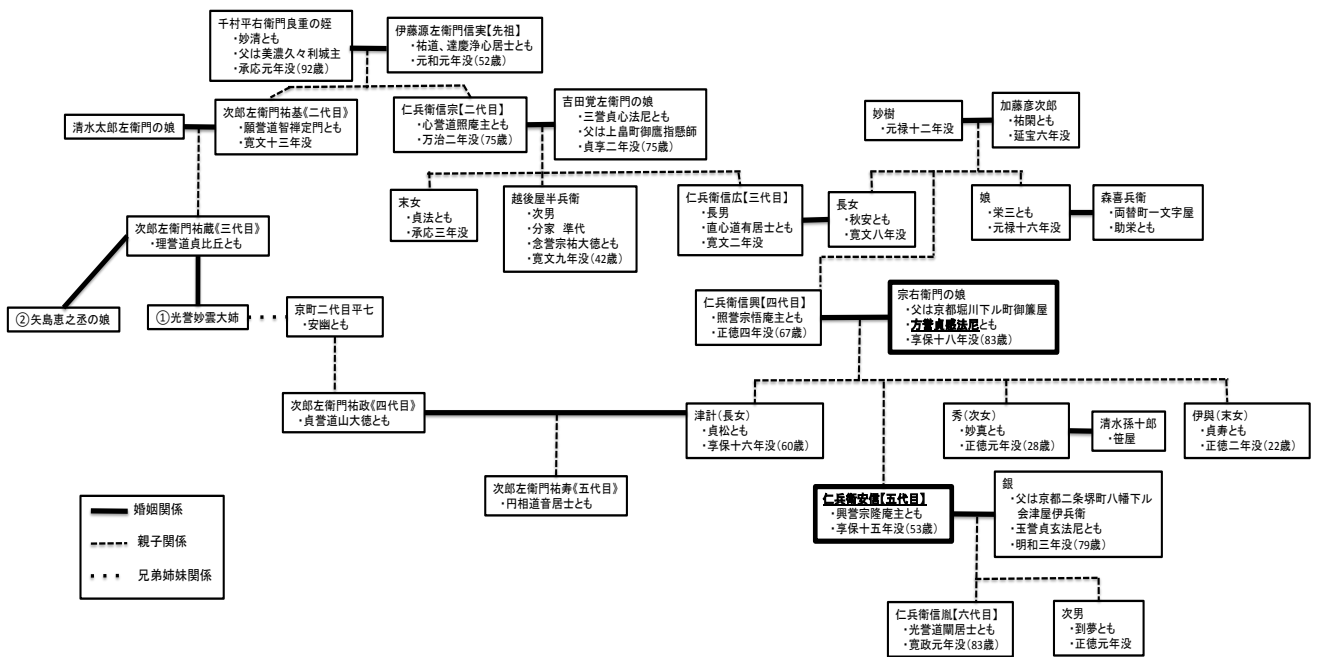 千村平右衛門良重の姪
・妙清とも
・父は美濃久々利城主
・承応元年没(92歳)
伊藤源左衛門信実【先祖】
・祐道、達慶浄心居士とも
・元和元年没(52歳)
清水太郎左衛門の娘
次郎左衛門祐基《二代目》
・願誉道智禅定門とも
・寛文十三年没
仁兵衛信宗【二代目】
・心誉道照庵主とも
・万治二年没(75歳)
吉田覚左衛門の娘
・三誉貞心法尼とも
・父は上畠町御鷹指懸師
・貞享二年没(75歳)
妙樹
・元禄十二年没
加藤彦次郎
・祐閑とも
・延宝六年没
末女
・貞法とも
・承応三年没
越後屋半兵衛
・次男
・分家 準代
・念誉宗祐大徳とも
・寛文九年没(42歳)
仁兵衛信広【三代目】
・長男
・直心道有居士とも
・寛文二年没
長女
・秋安とも
・寛文八年没
娘
・栄三とも
・元禄十六年没
森喜兵衛
・両替町一文字屋
・助栄とも
次郎左衛門祐蔵《三代目》
・理誉道貞比丘とも
②矢島恵之丞の娘
①光誉妙雲大姉
京町二代目平七
・安幽とも
仁兵衛信興【四代目】
・照誉宗悟庵主とも
・正徳四年没(67歳)
宗右衛門の娘
・父は京都堀川下ル町御簾屋
・方誉貞感法尼とも
・享保十八年没(83歳)
次郎左衛門祐政《四代目》
・貞誉道山大徳とも
津計(長女)
・貞松とも
・享保十六年没(60歳)
秀(次女)
・妙真とも
・正徳元年没(28歳)
清水孫十郎
・笹屋
伊與(末女)
・貞寿とも
・正徳二年没(22歳)
次郎左衛門祐寿《五代目》
・円相道音居士とも
仁兵衛安信【五代目】
・興誉宗隆庵主とも
・享保十五年没(53歳)
銀
・父は京都二条堺町八幡下ル
会津屋伊兵衛
・玉誉貞玄法尼とも
・明和三年没(79歳)
仁兵衛信胤【六代目】
・光誉道闡居士とも
・寛政元年没(83歳)
次男
・到夢とも
・正徳元年没
婚姻関係
親子関係
兄弟姉妹関係